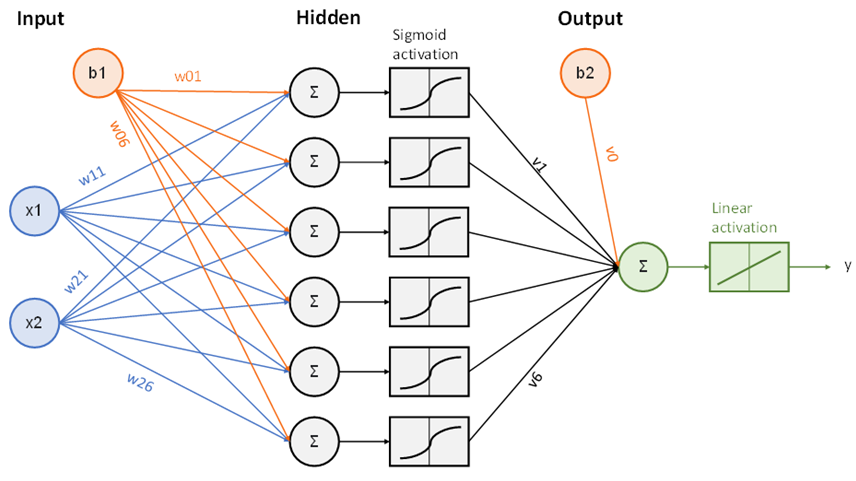 Input
Hidden
Output
Sigmoid
activation
b1
w01
Σ
b2
w06
v1
v0
w11
Σ
x1
Σ
Linear
activation
Σ
y
w21
x2
Σ
Σ
w26
v6
Σ